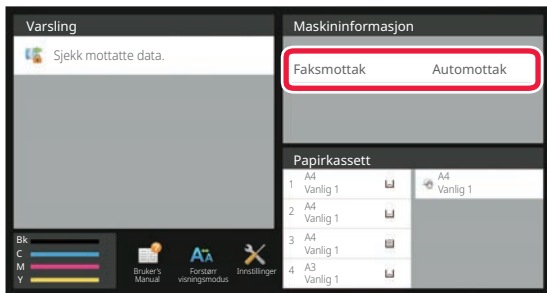 Varsling
Sjekk mottatte data.
Maskininformasjon
Faksmottak Automottak
Papirkassett
1 A4
Vanlig 1
2 A4
Vanlig 1
3 A4
Vanlig 1
4 A3
Vanlig 1
A4
Vanlig 1
Bk
C
M
Y
Bruker's
Manual
Forstørr
visningsmodus
Innstillinger